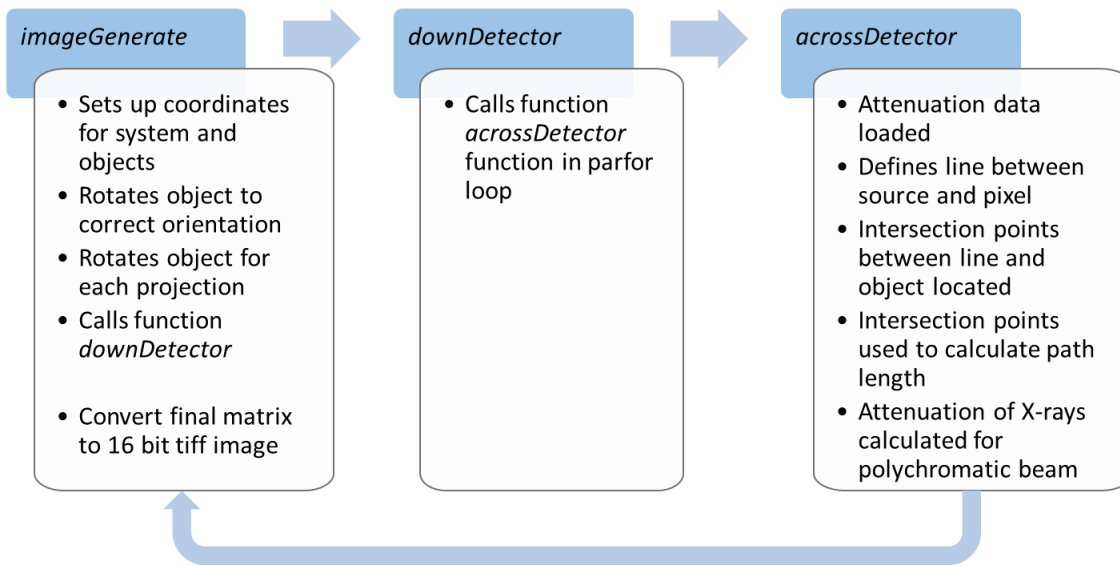 imageGenerate
• Sets up coordinates
for system and
objects
• Rotates object to
correct orientation
• Rotates object for
each projection
• Calls function
downDetector
• Convert final matrix
to 16 bit tiff image
downDetector
• Calls function
acrossDetector
function in parfor
loop
acrossDetector
• Attenuation data
loaded
• Defines line between
source and pixel
• Intersection points
between line and
object located
• Intersection points
used to calculate path
length
• Attenuation of X-rays
calculated for
polychromatic beam